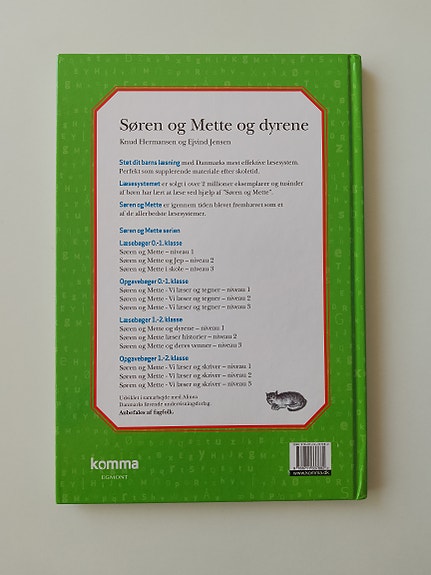 Søren og Mette og dyrene
Knud Hermansen og Ejvind Jensen
Støt dit barns læsning med Danmarks mest effektive læsesystem.
Perfekt som supplerende materiale efter skoletid.
Læsesystemet er solgt i over 2 millioner eksemplarer og tusinder
af børn har lært at læse ved hjælp af "Søren og Mette".
Søren og Mette er igennem tiden blevet fremhævet som et
af de allerbedste læsesystemer.
Søren og Mette serien
Læsebøger 0.-1. klasse
Søren og Mette – niveau 1
Søren og Mette og Jep – niveau 2
Søren og Mette i skole – niveau 3
Opgavebøger 0.-1. klasse
Søren og Mette - Vi læser og tegner – niveau 1
Søren og Mette - Vi læser og tegner – niveau 2
Søren og Mette - Vi læser og tegner – niveau 3
Læsebøger 1.-2. klasse
Søren og Mette og dyrene – niveau 1
Søren og Mette læser historier – niveau 2
Søren og Mette og deres venner – niveau 3
Opgavebøger 1.-2. klasse
Søren og Mette - Vi læser og skriver – niveau 1
Søren og Mette - Vi læser og skriver – niveau 2
Søren og Mette - Vi læser og skriver – niveau 3
Udviklet i samarbejde med Alinea
Danmarks førende undervisningsforlag.
Anbefales af fagfolk.
komma
EGMONT
www.komma.dk